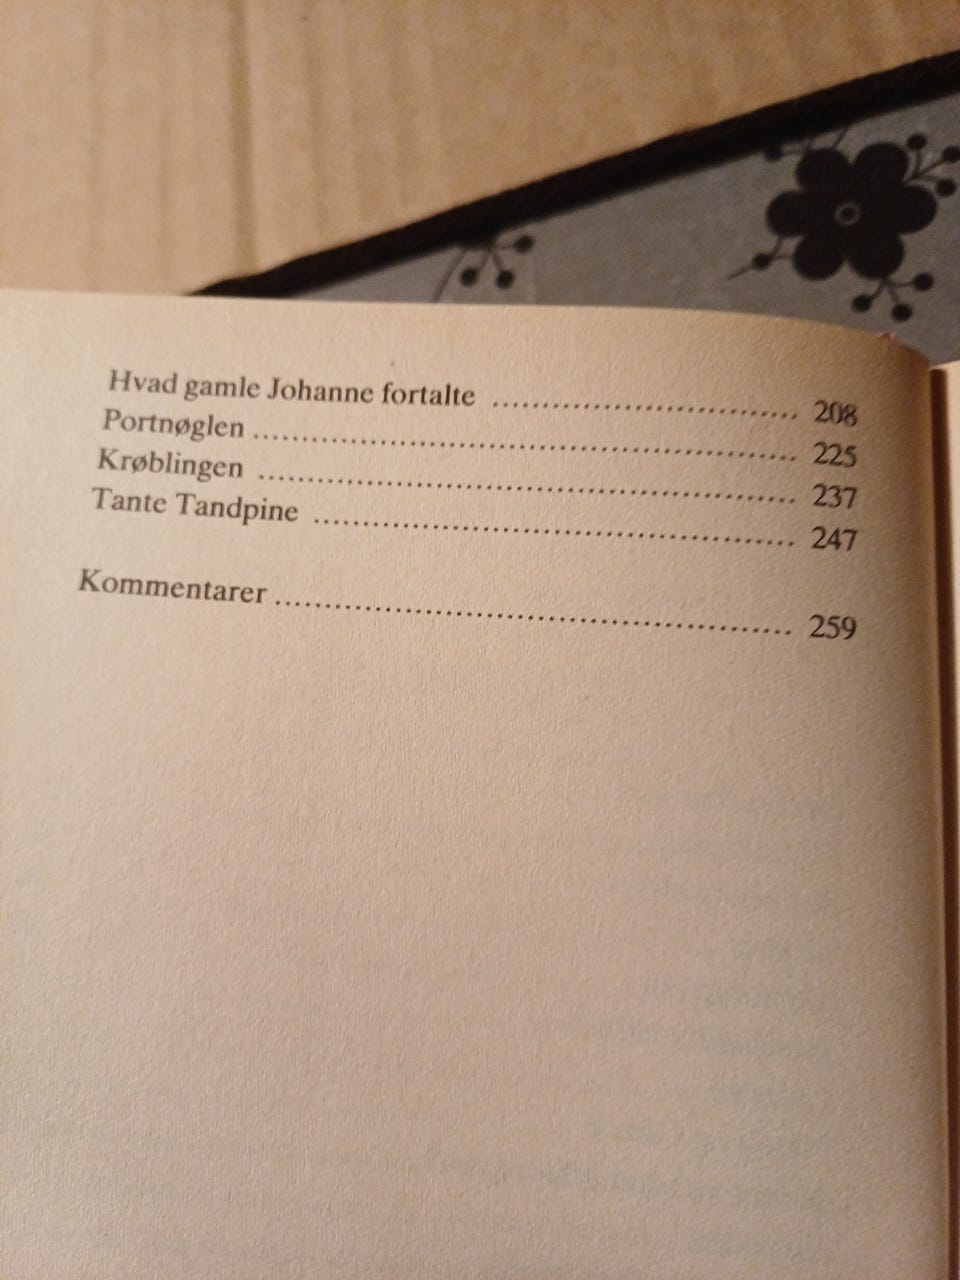 Hvad gamle Johanne fortalte ........................................ 208
Portnøglen ........................................ 225
Krøblingen ........................................ 237
Tante Tandpine ........................................ 247
Kommentarer ........................................ 259